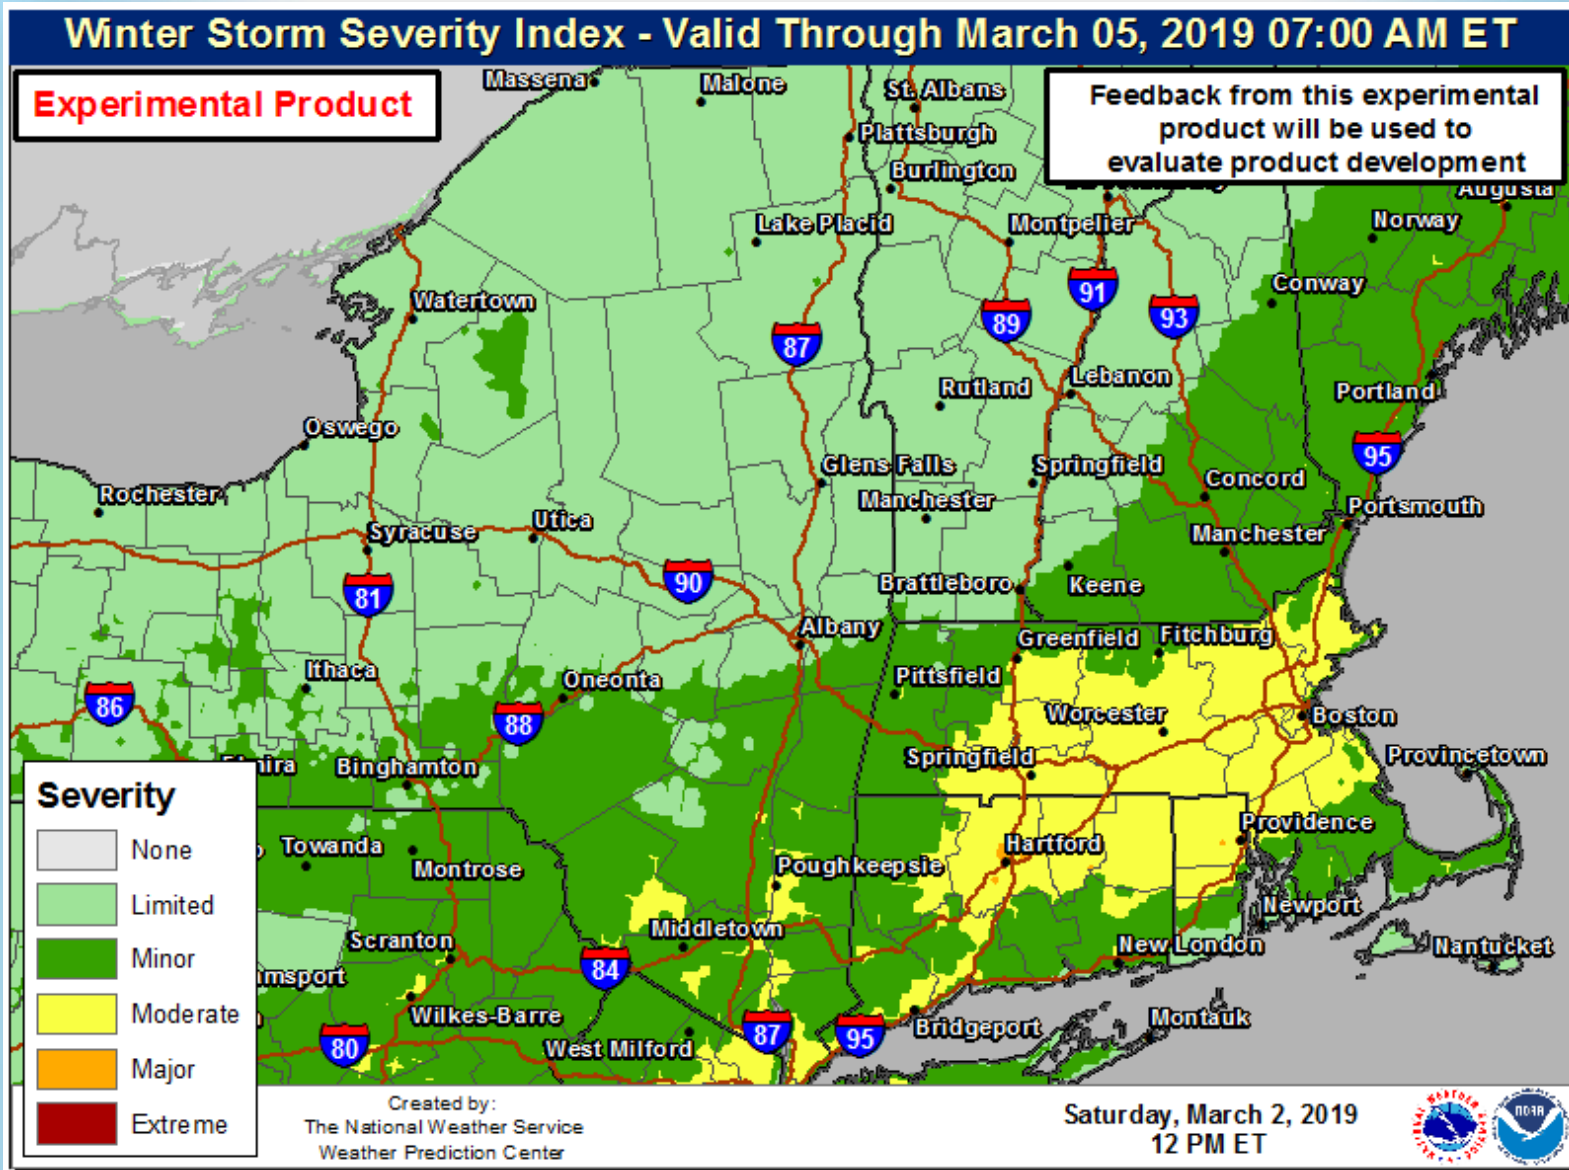 Winter Storm Severity Index - Valid Through March 05, 2019 07:00 AM ET
Experimental Product
Feedback from this experimental
product will be used to
evaluate product development
Massena
Malone
St. Albans
Plattsburgh
Burlington
Augusta
Norway
Lake Placid
Montpelier
Conway
Watertown
91
93
89
87
Lebanon
Rutland
Portland
Oswego
95
Glens Falls
Springfield
Rochester
Manchester
Concord
Portsmouth
Syracuse
Utica
Manchester
90
81
Brattleboro
Keene
Albany
Greenfield
Fitchburg
Ithaca
Oneonta
Pittsfield
86
88
Worcester
Boston
Springfield
Provincetown
Binghamton
Severity
None
Limited
Minor
Moderate
Major
Extreme
Towanda
Montrose
Poughkeepsie
Hartford
Providence
Newport
Scranton
Middletown
New London
Nantucket
84
Wilkes-Barre
80
West Milford
87
95
Bridgeport
Montauk
Created by:
The National Weather Service
Weather Prediction Center
Saturday, March 2, 2019
12 PM ET
NOAA